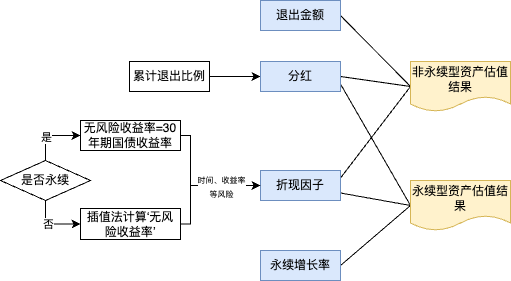 退出金额
累计退出比例
分红
非永续型资产估值
结果
是
无风险收益率=30
年期国债收益率
是否永续
时间、收益率
等风险
折现因子
永续型资产估值结
果
否
插值法计算‘无风
险收益率’
永续增长率